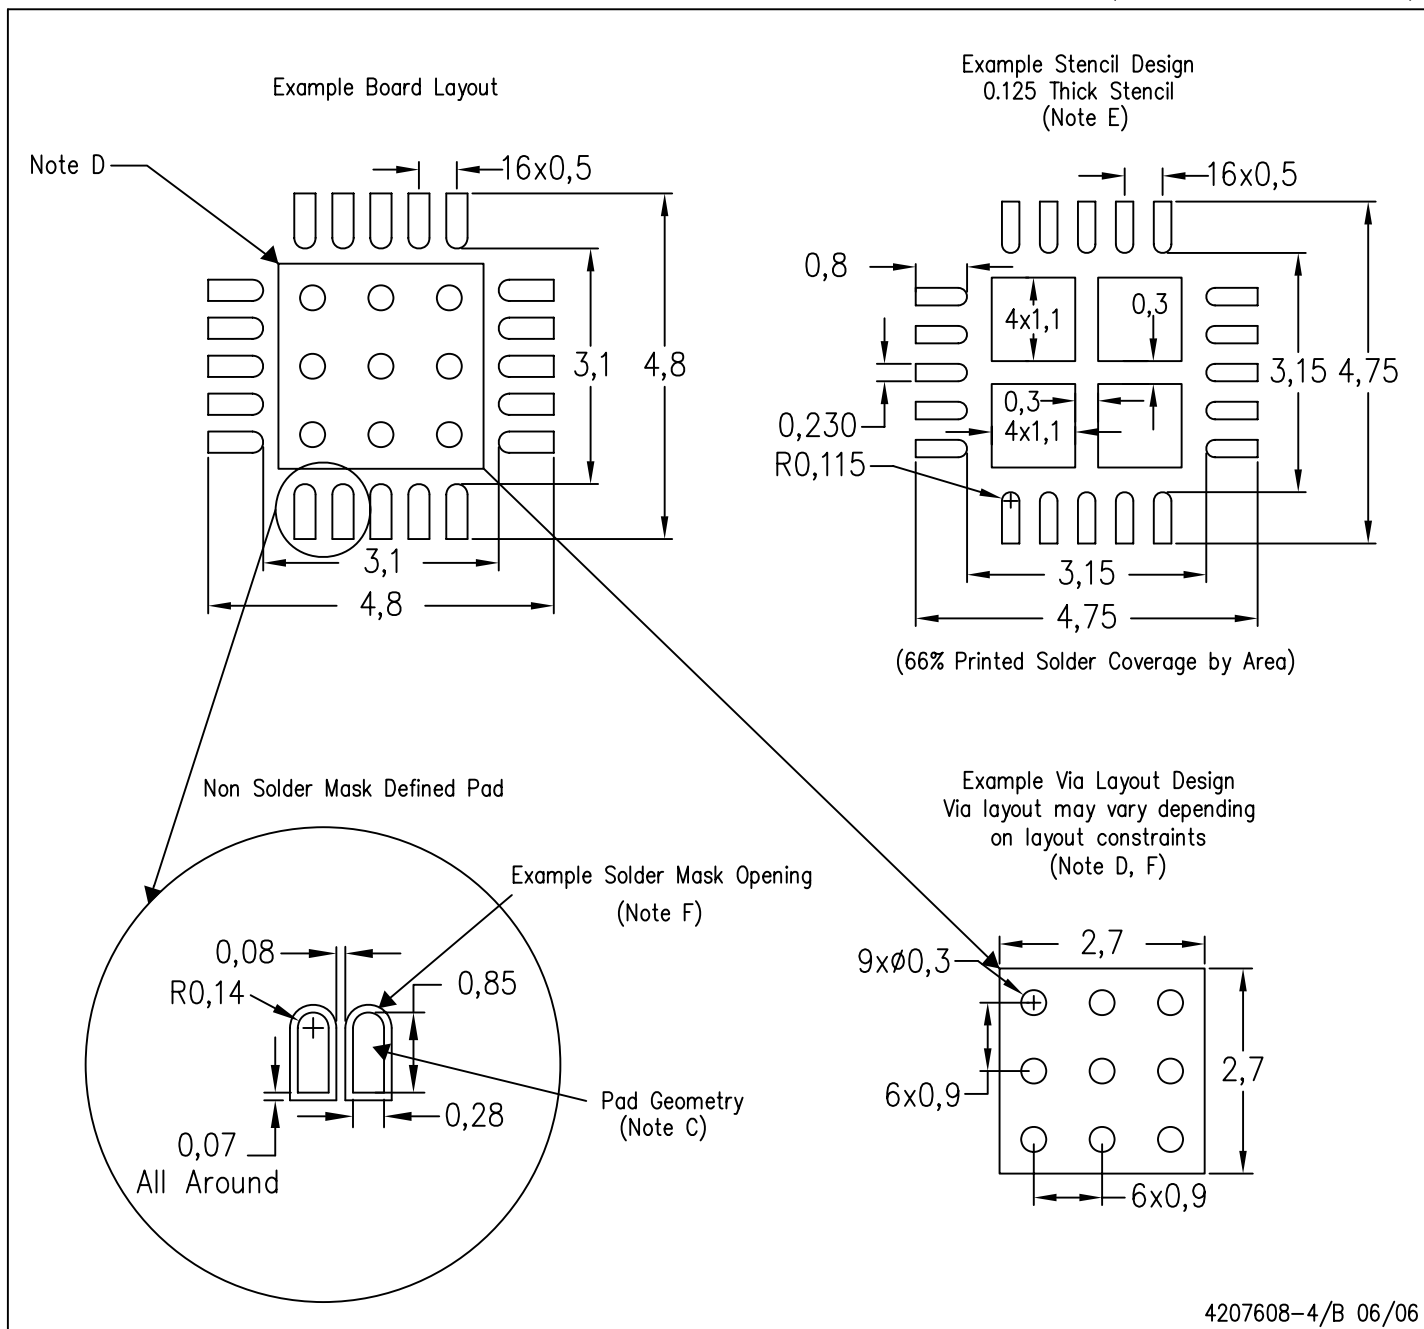 Example Board Layout
Note D
16x0,5
3,1
4,8
3,1
4,8
Example Stencil Design
0.125 Thick Stencil
(Note E)
16x0,5
0,8
4x1,1
0,3
3,15
4,75
0,3
4x1,1
0,230
R0,115
3,15
4,75
(66% Printed Solder Coverage by Area)
Non Solder Mask Defined Pad
Example Solder Mask Opening
(Note F)
0,08
R0,14
0,85
0,28
Pad Geometry
(Note C)
0,07
All Around
Example Via Layout Design
Via layout may vary depending
on layout constraints
(Note D, F)
2,7
9xø0,3
6x0,9
2,7
6x0,9
4207608-4/B 06/06